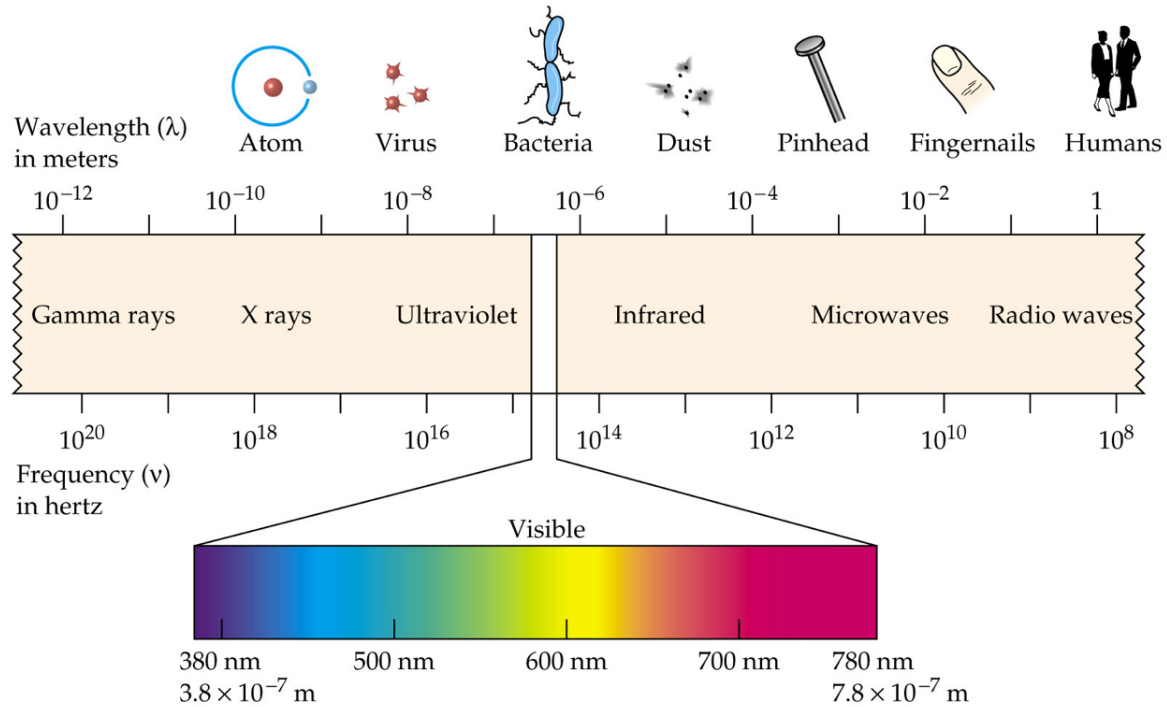 Atom Virus Bacteria Dust Pinhead Fingernails Humans
Wavelength (λ)
in meters
10⁻¹² 10⁻¹⁰ 10⁻⁸ 10⁻⁶ 10⁻⁴ 10⁻² 1
Gamma rays X rays Ultraviolet Infrared Microwaves Radio waves
10²⁰ 10¹⁸ 10¹⁶ 10¹⁴ 10¹² 10¹⁰ 10⁸
Frequency (ν)
in hertz
Visible
380 nm 500 nm 600 nm 700 nm 780 nm
3.8 × 10⁻⁷ m 7.8 × 10⁻⁷ m